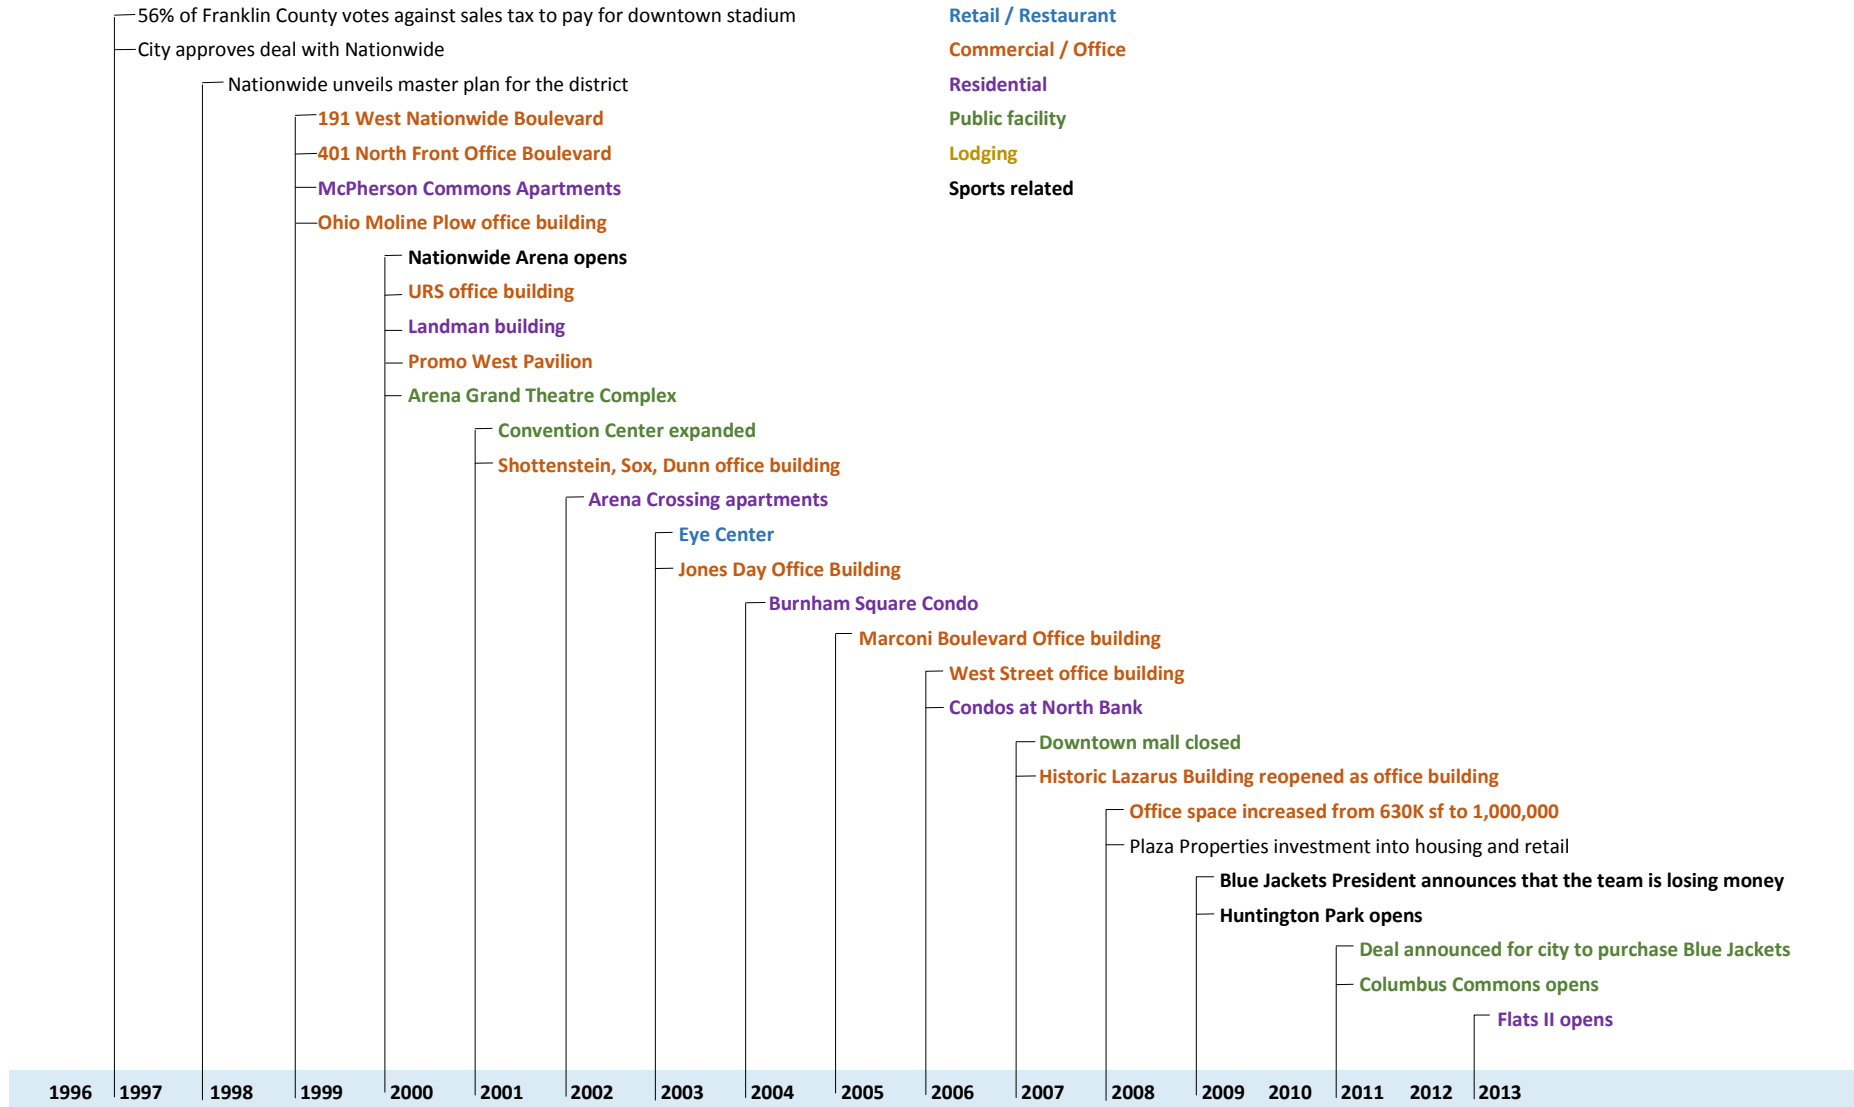 56% of Franklin County votes against sales tax to pay for downtown stadium
City approves deal with Nationwide
Nationwide unveils master plan for the district
191 West Nationwide Boulevard
401 North Front Office Boulevard
McPherson Commons Apartments
Ohio Moline Plow office building
Nationwide Arena opens
URS office building
Landman building
Promo West Pavilion
Arena Grand Theatre Complex
Convention Center expanded
Shottenstein, Sox, Dunn office building
Arena Crossing apartments
Eye Center
Jones Day Office Building
Burnham Square Condo
Marconi Boulevard Office building
West Street office building
Condos at North Bank
Downtown mall closed
Historic Lazarus Building reopened as office building
Office space increased from 630K sf to 1,000,000
Plaza Properties investment into housing and retail
Blue Jackets President announces that the team is losing money
Huntington Park opens
Deal announced for city to purchase Blue Jackets
Columbus Commons opens
Flats II opens
Retail / Restaurant
Commercial / Office
Residential
Public facility
Lodging
Sports related
1996 1997 1998 1999 2000 2001 2002 2003 2004 2005 2006 2007 2008 2009 2010 2011 2012 2013